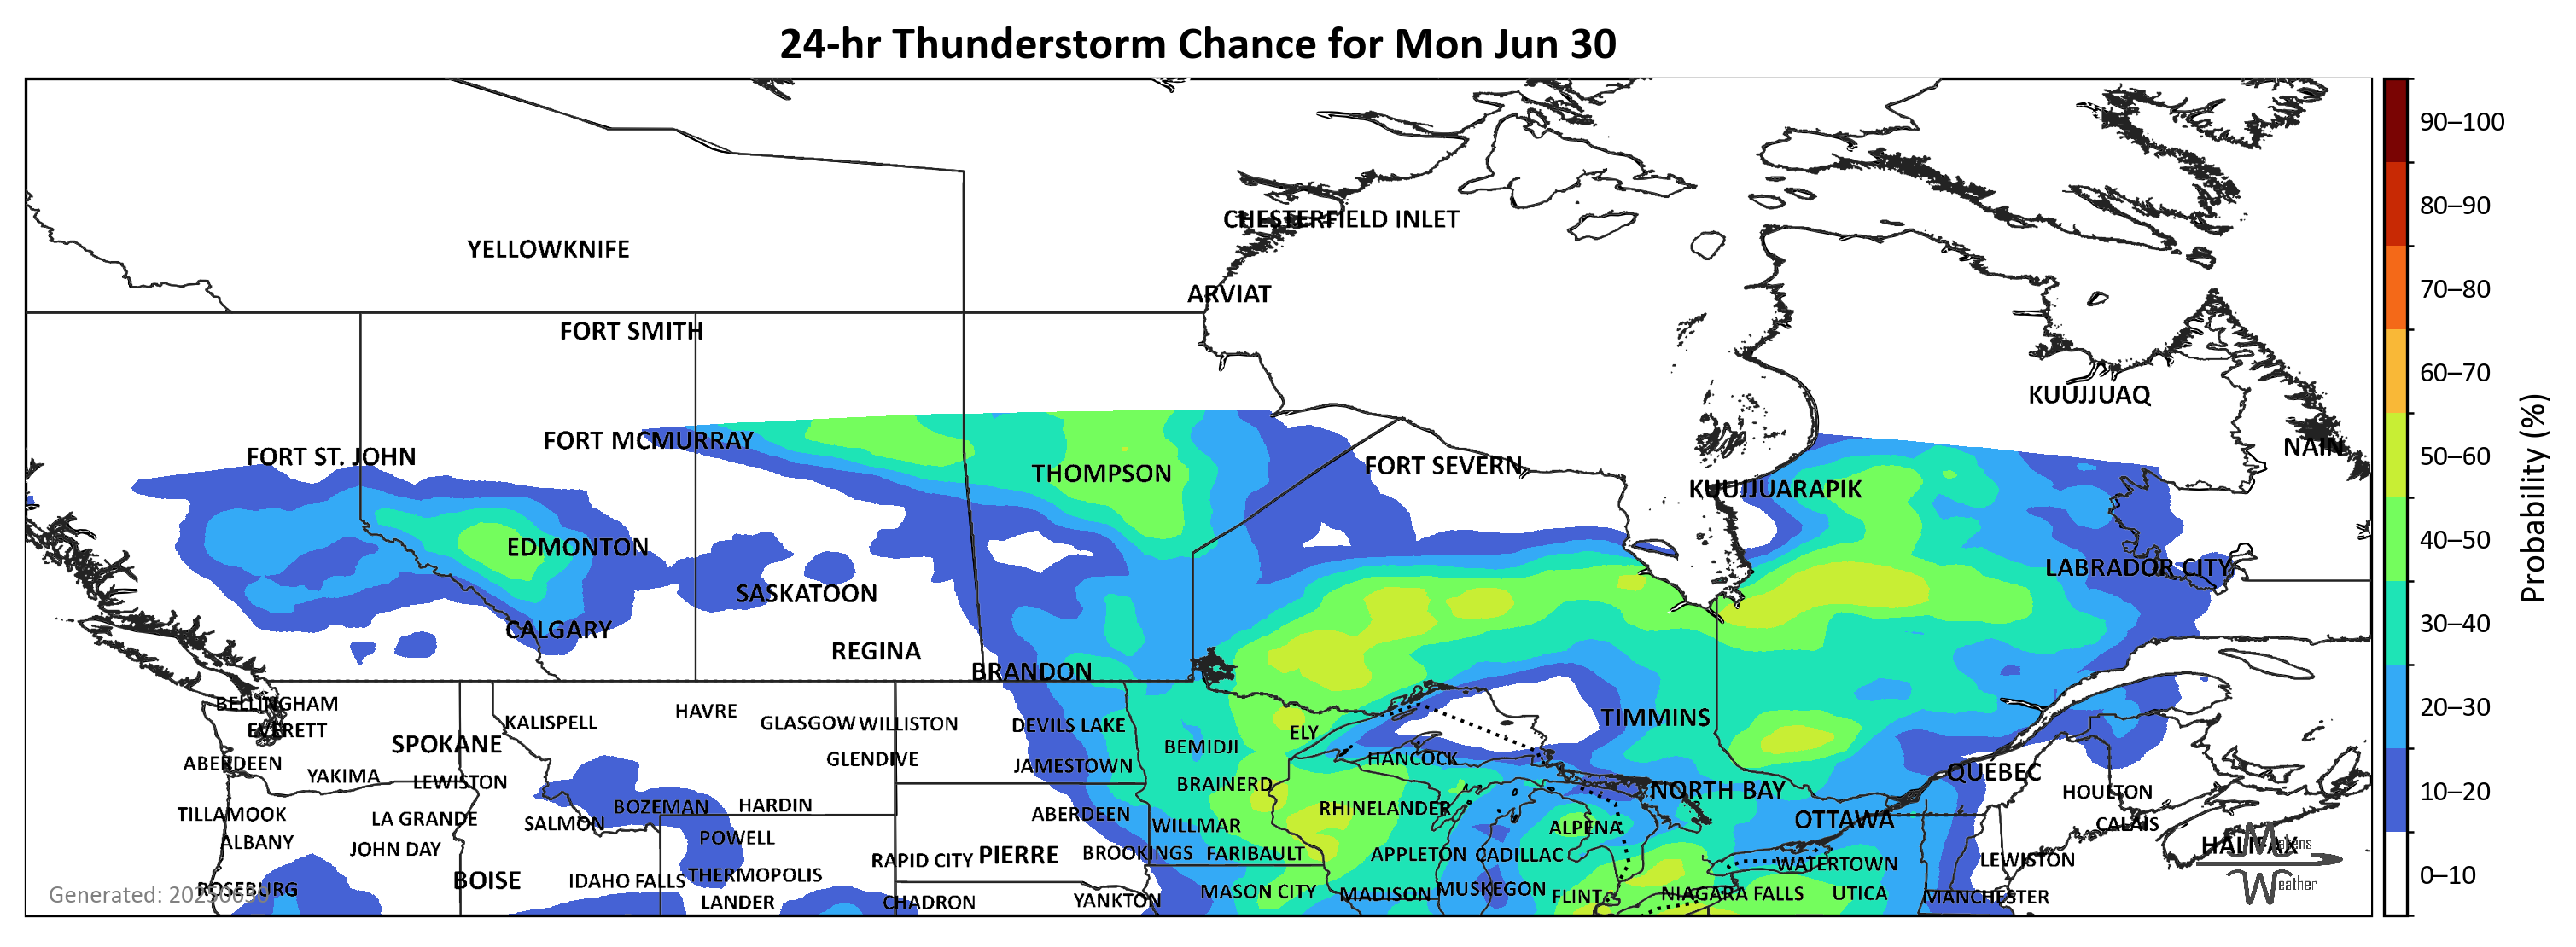 24-hr Thunderstorm Chance for Mon Jun 30
90–100
80–90
CHESTERFIELD INLET
YELLOWKNIFE
70–80
ARVIAT
FORT SMITH
60–70
KUUJJUAQ
FORT MCMURRAY
NAIN
50–60
FORT ST. JOHN
FORT SEVERN
THOMPSON
KUUJJUARAPIK
Probability (%)
40–50
EDMONTON
LABRADOR CITY
SASKATOON
30–40
CALGARY
REGINA
BRANDON
20–30
BELLINGHAM
HAVRE
KALISPELL
GLASGOW
WILLISTON
DEVILS LAKE
TIMMINS
EVERETT
ELY
SPOKANE
BEMIDJI
ABERDEEN
GLENDIVE
JAMESTOWN
HANCOCK
QUÉBEC
YAKIMA
LEWISTON
BRAINERD
NORTH BAY
HOULTON
10–20
BOZEMAN
HARDIN
RHINELANDER
TILLAMOOK
LA GRANDE
SALMON
ABERDEEN
WILLMAR
ALPENA
OTTAWA
CALAIS
ALBANY
JOHN DAY
POWELL
RAPID CITY
PIERRE
BROOKINGS
FARIBAULT
APPLETON
CADILLAC
WATERTOWN
LEWISTON
HALIFAX
Makens
Weather
BOISE
IDAHO FALLS
THERMOPOLIS
0–10
ROSEBURG
Generated:
MASON CITY
MADISON
MUSKEGON
FLINT
NIAGARA FALLS
UTICA
MANCHESTER
LANDER
CHADRON
YANKTON